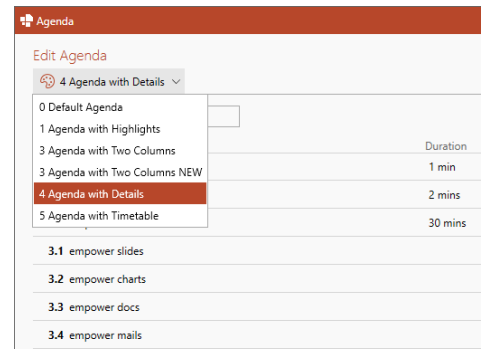 Agenda
Edit Agenda
4 Agenda with Details
0 Default Agenda
1 Agenda with Highlights
3 Agenda with Two Columns
Duration
3 Agenda with Two Columns NEW
1 min
4 Agenda with Details
2 mins
5 Agenda with Timetable
30 mins
3.1 empower slides
3.2 empower charts
3.3 empower docs
3.4 empower mails